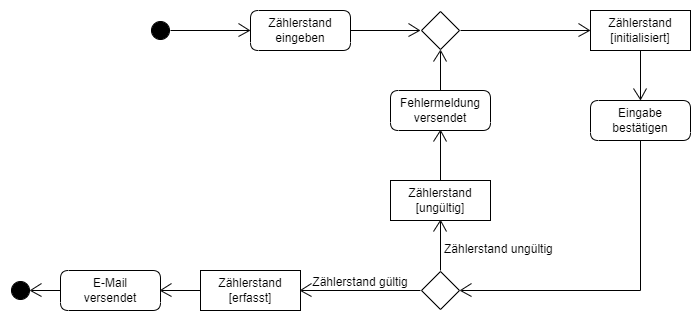 Zählerstand
eingeben
Zählerstand
[initialisiert]
Fehlermeldung
versendet
Eingabe
bestätigen
Zählerstand
[ungültig]
Zählerstand ungültig
E-Mail
versendet
Zählerstand
[erfasst]
Zählerstand gültig